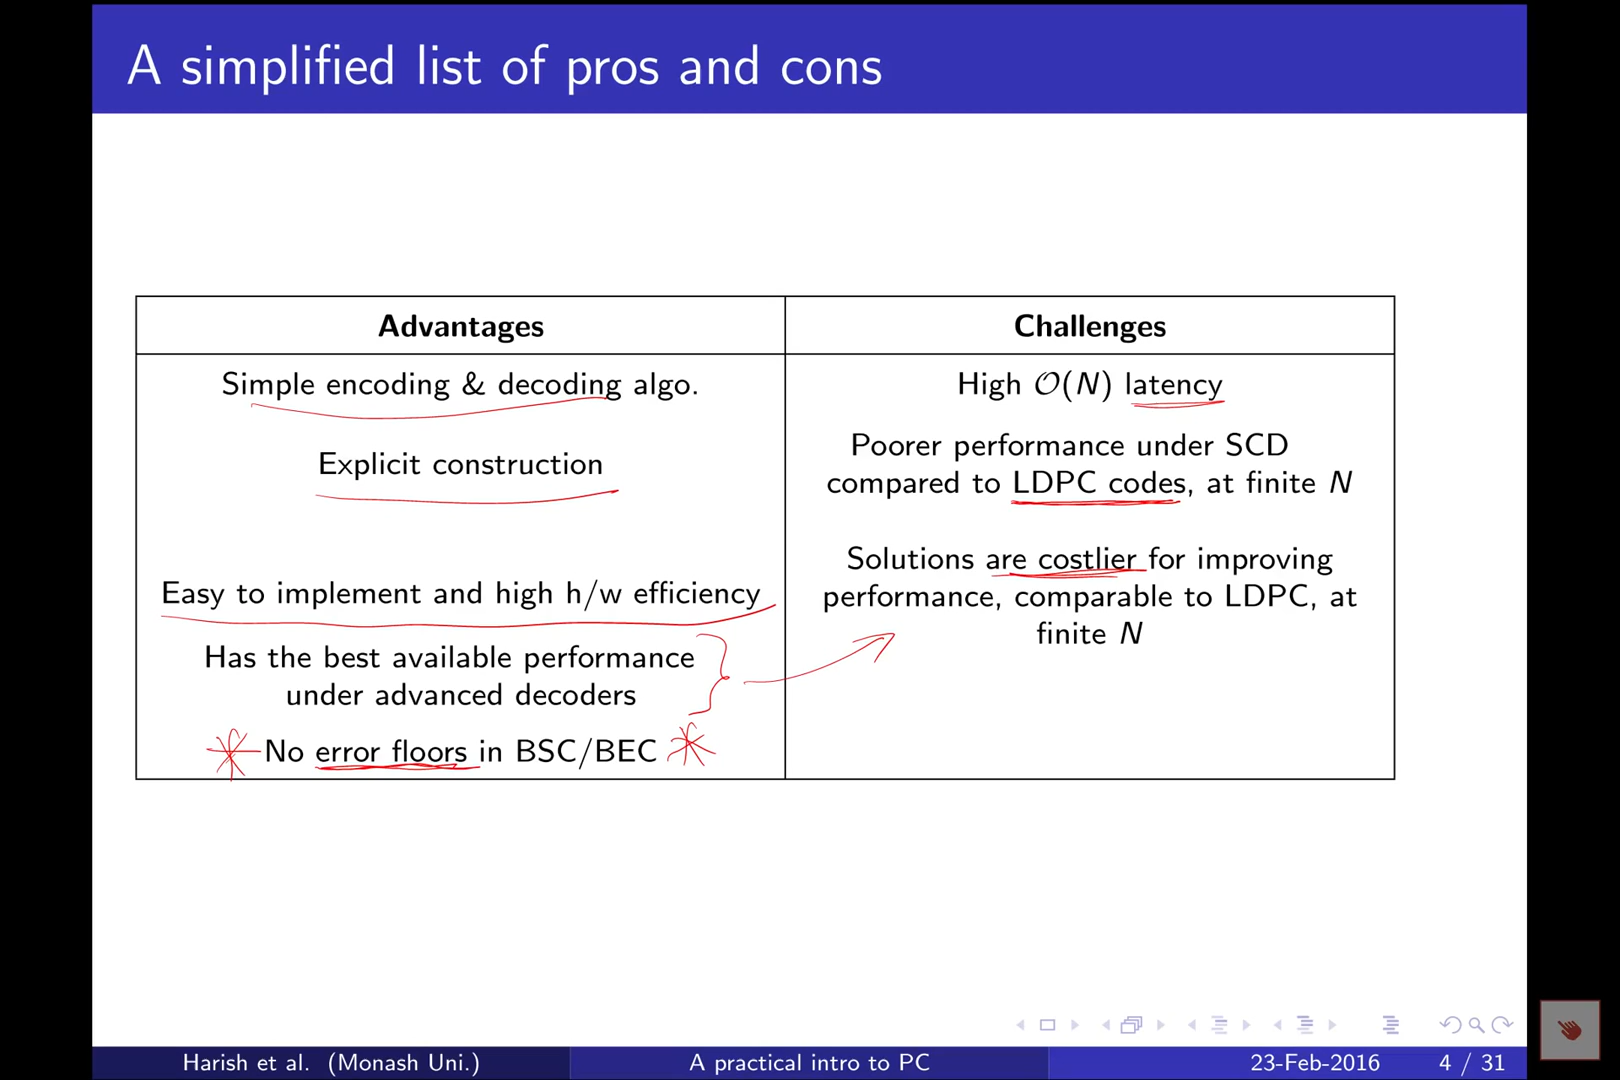 A simplified list of pros and cons
Advantages
Challenges
Simple encoding & decoding algo.
High O(N) latency
Explicit construction
Poorer performance under SCD
compared to LDPC codes, at finite N
Easy to implement and high h/w efficiency
Solutions are costlier for improving
performance, comparable to LDPC, at
finite N
Has the best available performance
under advanced decoders
No error floors in BSC/BEC
Harish et al. (Monash Uni.)
A practical intro to PC
23-Feb-2016
4 / 31